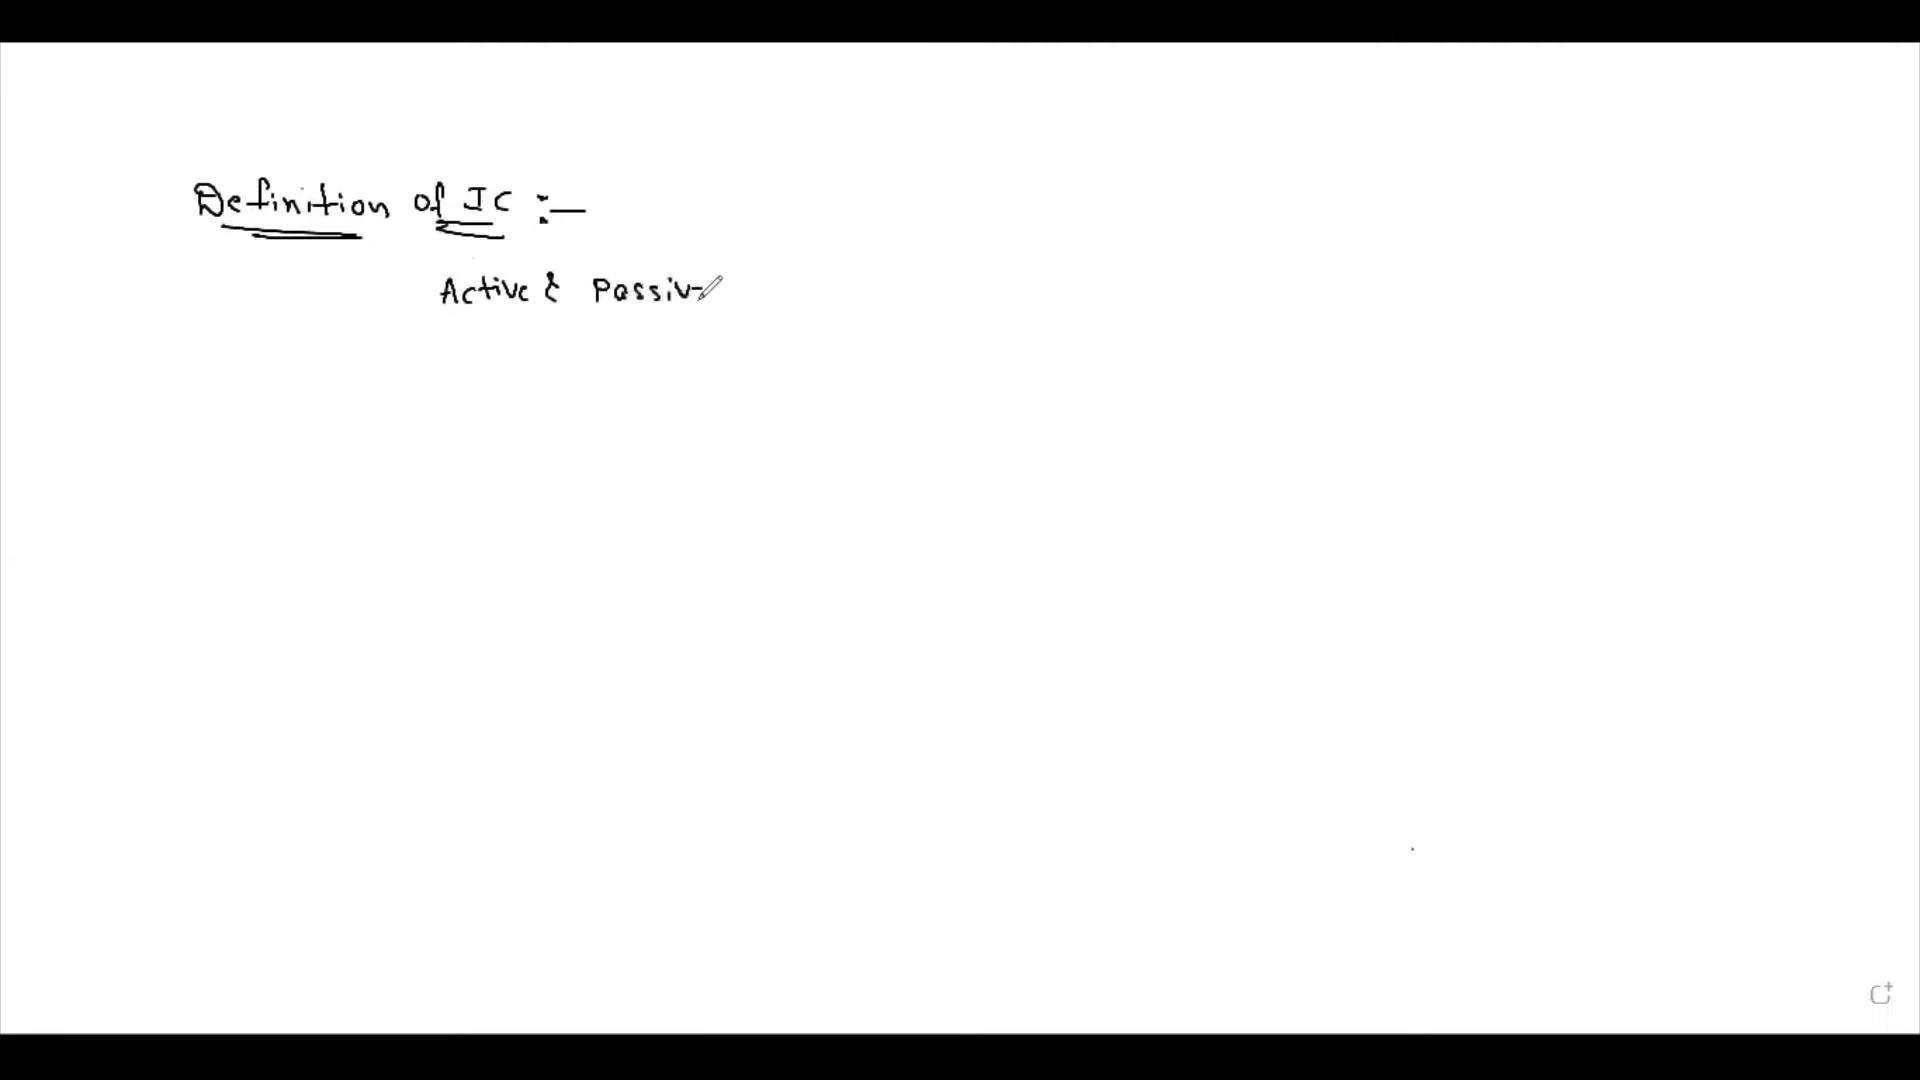 Definition of IC :—
Active & Passiv